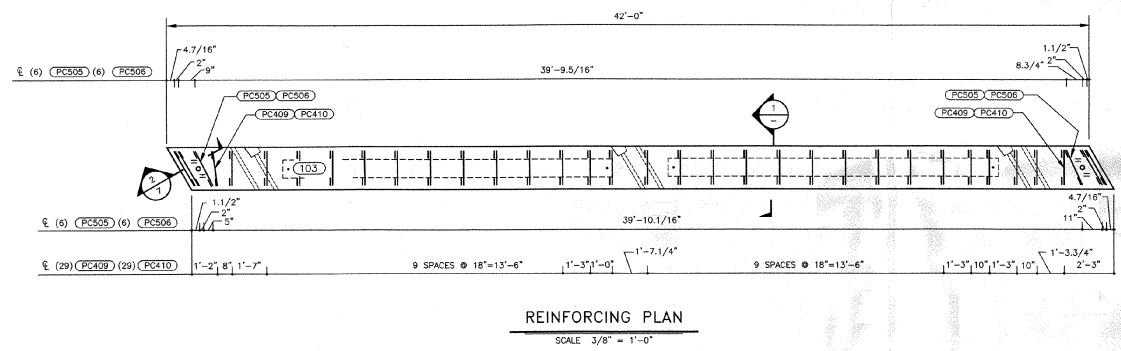 42'-0"
4.7/16"
2"
9"
1.1/2"
2"
8.3/4"
℄ (6) PC505 (6) PC506
39'-9.5/16"
PC505 PC506
PC409 PC410
1
–
PC505 PC506
PC409 PC410
103
2
7
1.1/2"
2"
5"
4.7/16"
2"
11"
℄ (6) PC505 (6) PC506
39'-10.1/16"
1'-7.1/4"
1'-3.3/4"
℄ (29) PC409 (29) PC410
1'-2" 8" 1'-7" 9 SPACES @ 18"=13'-6" 1'-3" 1'-0" 9 SPACES @ 18"=13'-6" 1'-3" 10" 1'-3" 10" 2'-3"
REINFORCING PLAN
SCALE 3/8" = 1'-0"